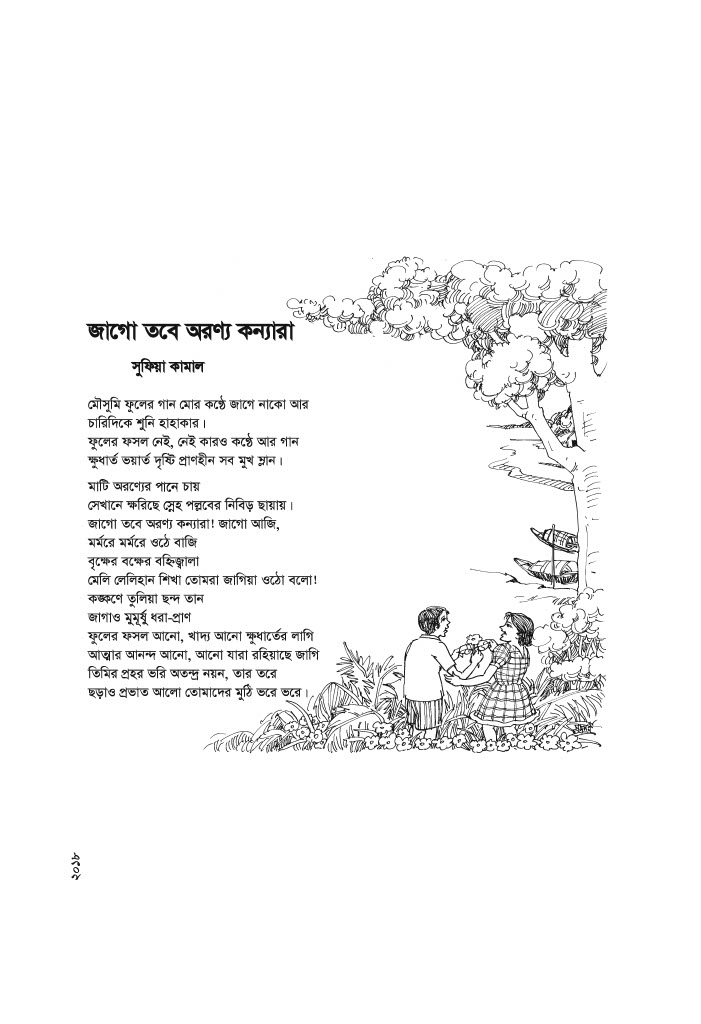 জাগো তবে অরণ্য কন্যারা
সুফিয়া কামাল
মৌসুমি ফুলের গান মোর কণ্ঠে জাগে নাকো আর
চারিদিকে শুনি হাহাকার।
ফুলের ফসল নেই, নেই কারও কণ্ঠে আর গান
ক্ষুধার্ত ভয়ার্ত দৃষ্টি প্রাণহীন সব মুখ ম্লান।
মাটি অরণ্যের পানে চায়
সেখানে ক্ষরিছে স্নেহ পল্লবের নিবিড় ছায়ায়।
জাগো তবে অরণ্য কন্যারা! জাগো আজি,
মর্মরে মর্মরে ওঠে বাজি
বৃক্ষের বক্ষের বহ্নিজ্বালা
মেলি লেলিহান শিখা তোমরা জাগিয়া ওঠো বলো!
কঙ্কণে তুলিয়া ছন্দ তান
জাগাও মুমূর্ষু ধরা-প্রাণ
ফুলের ফসল আনো, খাদ্য আনো ক্ষুধার্তের লাগি
আত্মার আনন্দ আনো, আনো যারা রহিয়াছে জাগি
তিমির প্রহর ভরি অতন্দ্র নয়ন, তার তরে
ছড়াও প্রভাত আলো তোমাদের মুঠি ভরে ভরে।
২০১৮